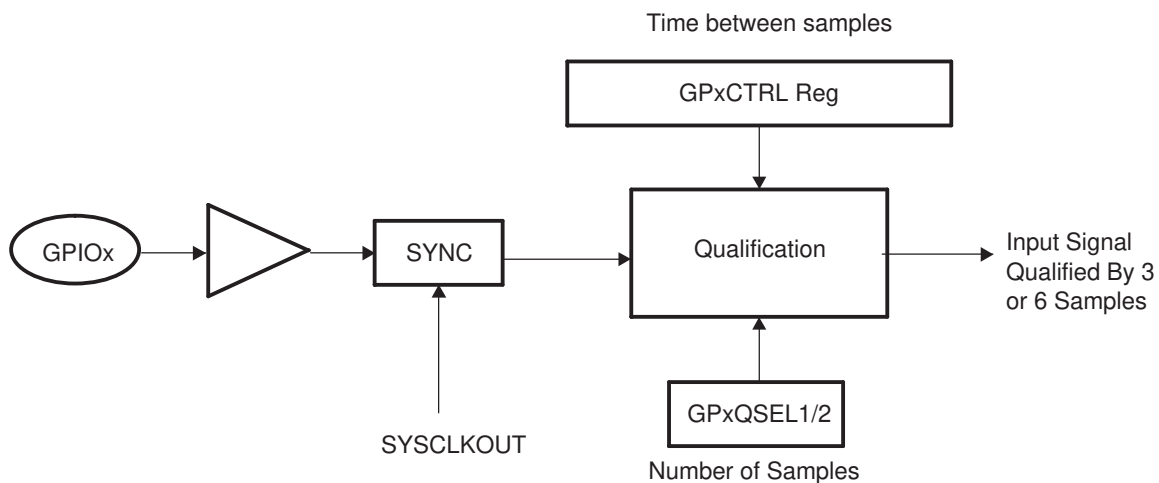 Time between samples
GPxCTRL Reg
GPIOx
SYNC
Qualification
Input Signal
Qualified By 3
or 6 Samples
GPxQSEL1/2
SYSCLKOUT
Number of Samples